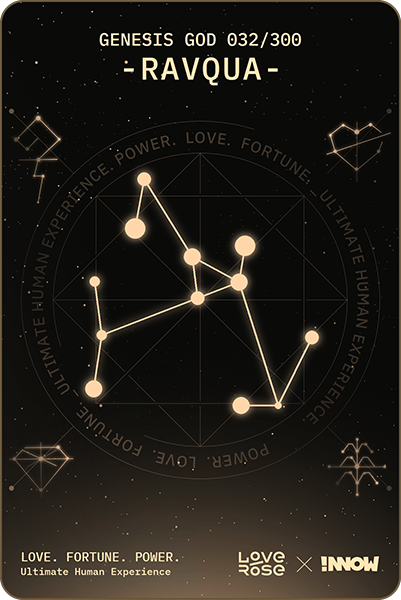 GENESIS GOD 032/300
-RAVQUA-
POWER. LOVE. FORTUNE. ULTIMATE HUMAN EXPERIENCE.
POWER. LOVE. FORTUNE ULTIMATE HUMAN EXPERIENCE.
LOVE. FORTUNE. POWER.
Ultimate Human Experience
LOVE ROSE × !NNOW